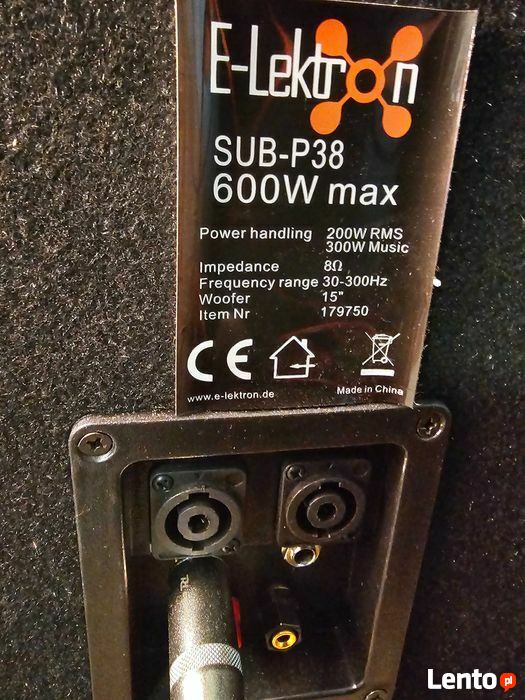 E-Lektron
SUB-P38
600W max
Power handling 200W RMS
300W Music
Impedance 8Ω
Frequency range 30-300Hz
Woofer 15"
Item Nr 179750
CE
www.e-lektron.de Made in China
Lento.pl